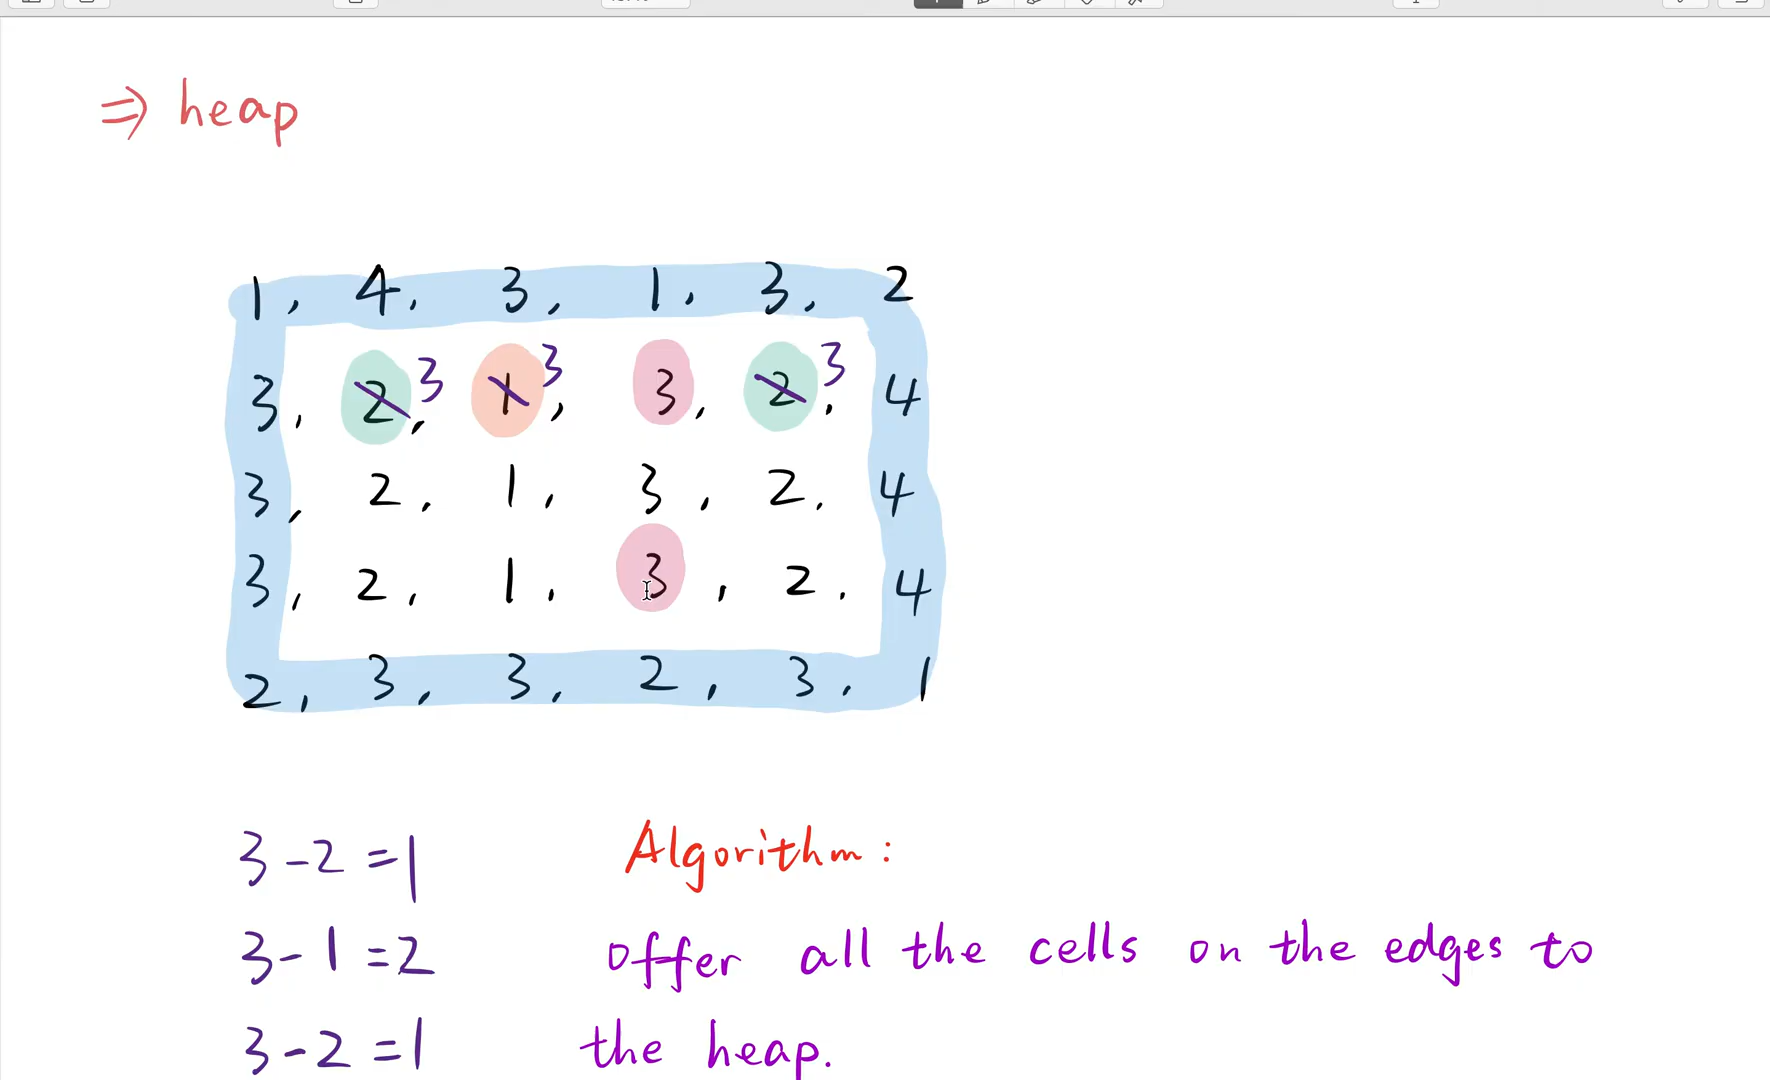 ⇒ heap
1, 4, 3, 1, 3, 2
3, 2, 3 1, 3 3, 2, 3 4
3, 2, 1, 3, 2, 4
3, 2, 1, 3, 2, 4
2, 3, 3, 2, 3, 1
3-2=1
Algorithm:
3-1=2
offer all the cells on the edges to
3-2=1
the heap.